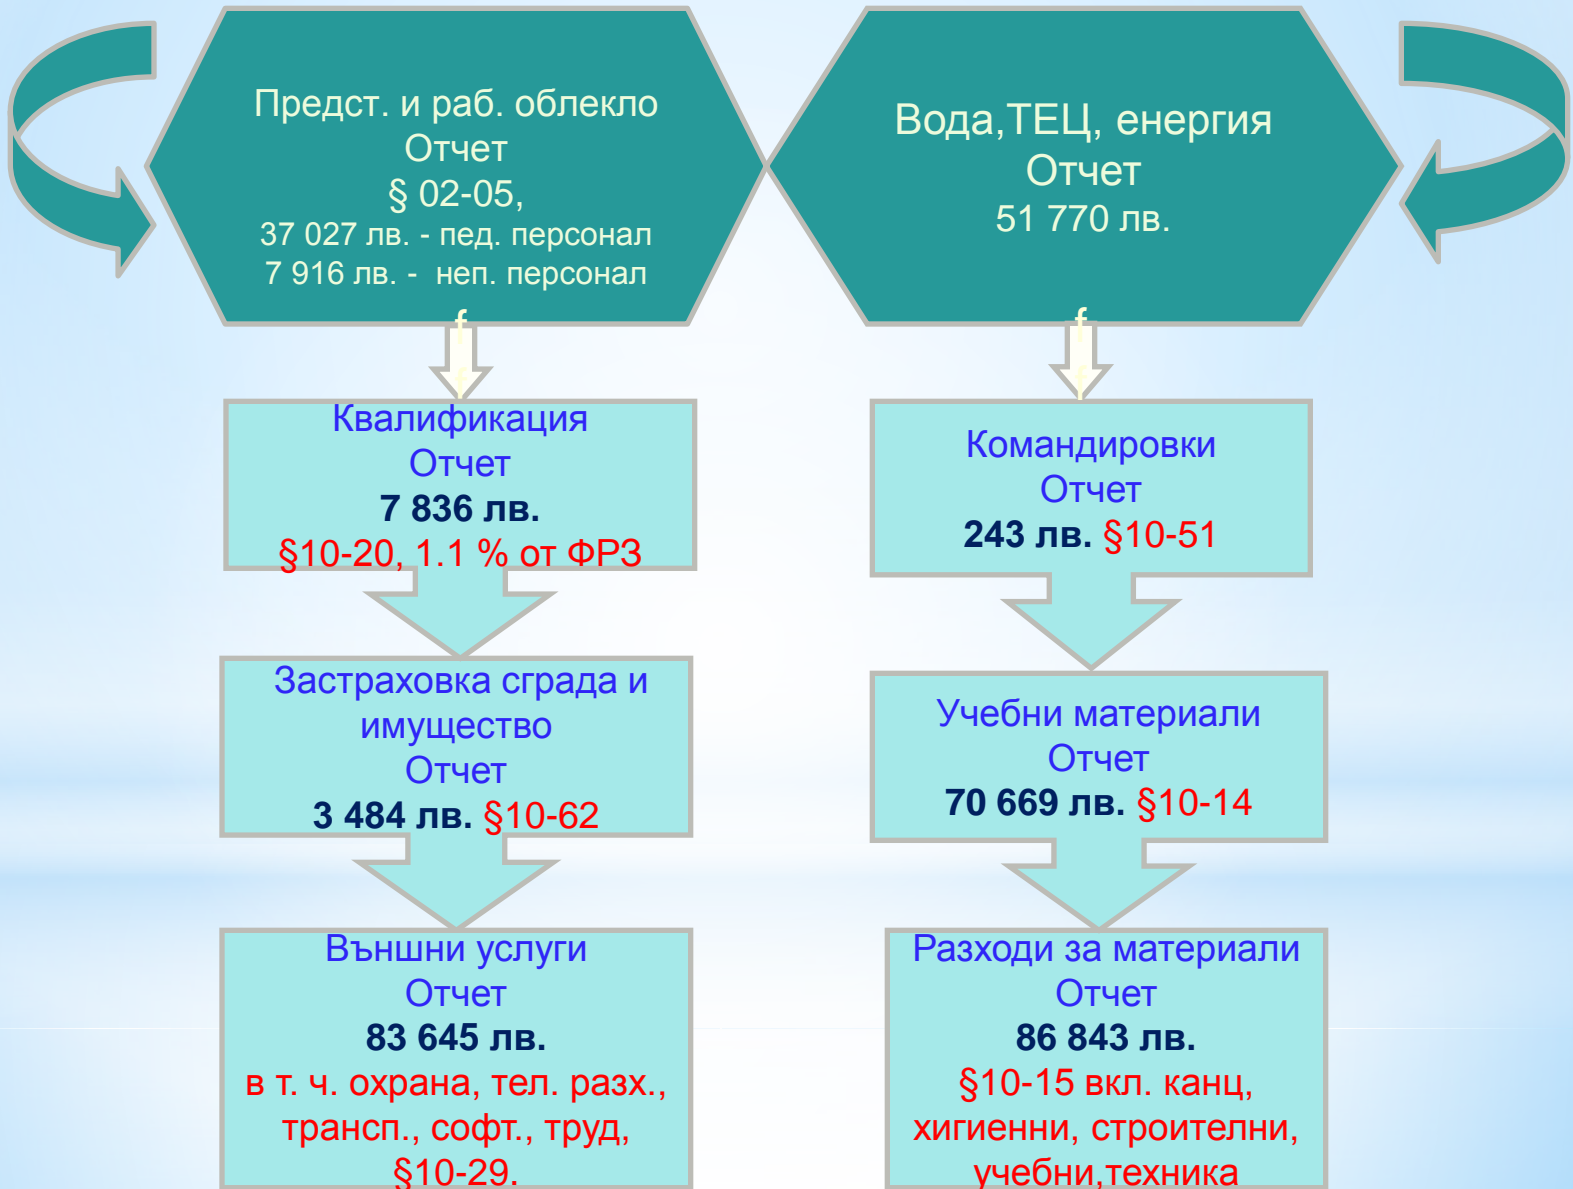 Предст. и раб. облекло
Отчет
§ 02-05,
37 027 лв. - пед. персонал
7 916 лв. - неп. персонал
f
f
Квалификация
Отчет
7 836 лв.
§10-20, 1.1 % от ФРЗ
Застраховка сграда и
имущество
Отчет
3 484 лв. §10-62
Външни услуги
Отчет
83 645 лв.
в т. ч. охрана, тел. разх.,
трансп., софт., труд,
§10-29.
Вода,ТЕЦ, енергия
Отчет
51 770 лв.
f
f
Командировки
Отчет
243 лв. §10-51
Учебни материали
Отчет
70 669 лв. §10-14
Разходи за материали
Отчет
86 843 лв.
§10-15 вкл. канц,
хигиенни, строителни,
учебни,техника